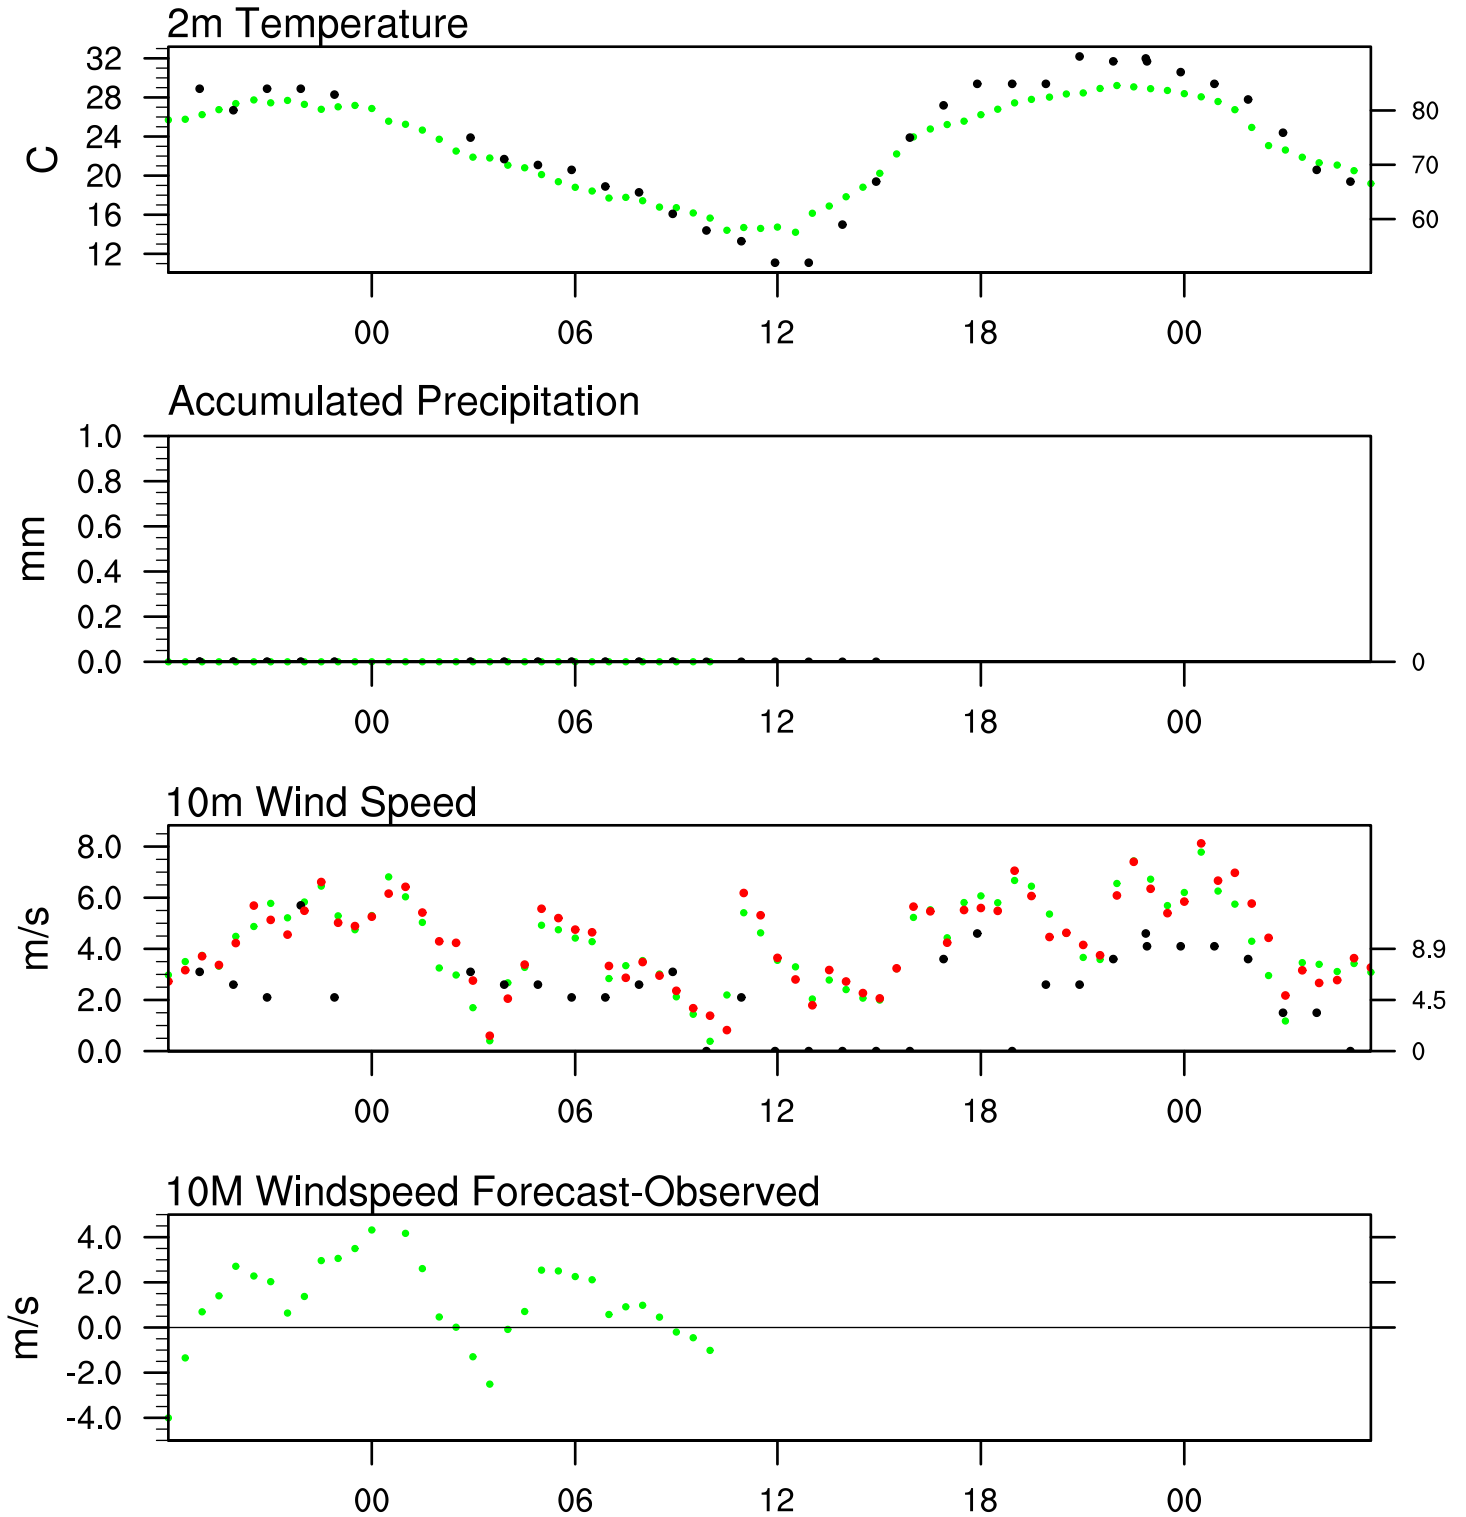 2m Temperature
32
28
24
20
16
12
C
80
70
60
00 06 12 18 00
Accumulated Precipitation
1.0
0.8
0.6
0.4
0.2
0.0
mm
0
00 06 12 18 00
10m Wind Speed
8.0
6.0
4.0
2.0
0.0
m/s
8.9
4.5
0
00 06 12 18 00
10M Windspeed Forecast-Observed
4.0
2.0
0.0
-2.0
-4.0
m/s
00 06 12 18 00